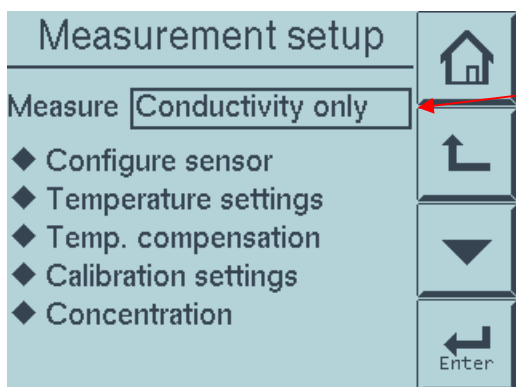 Measurement setup
Measure Conductivity only
Configure sensor
Temperature settings
Temp. compensation
Calibration settings
Concentration
Enter